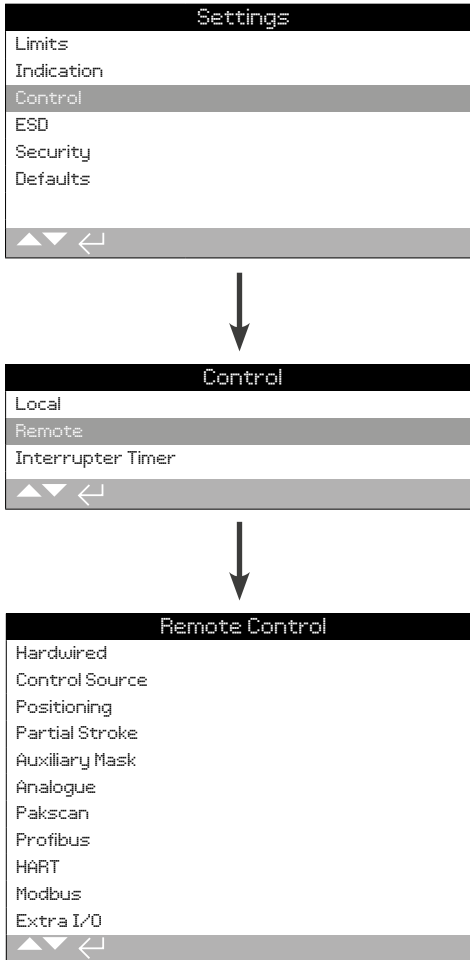 Settings
Limits
Indication
Control
ESD
Security
Defaults
Control
Local
Remote
Interrupter Timer
Remote Control
Hardwired
Control Source
Positioning
Partial Stroke
Auxiliary Mask
Analogue
Pakscan
Profibus
HART
Modbus
Extra I/O